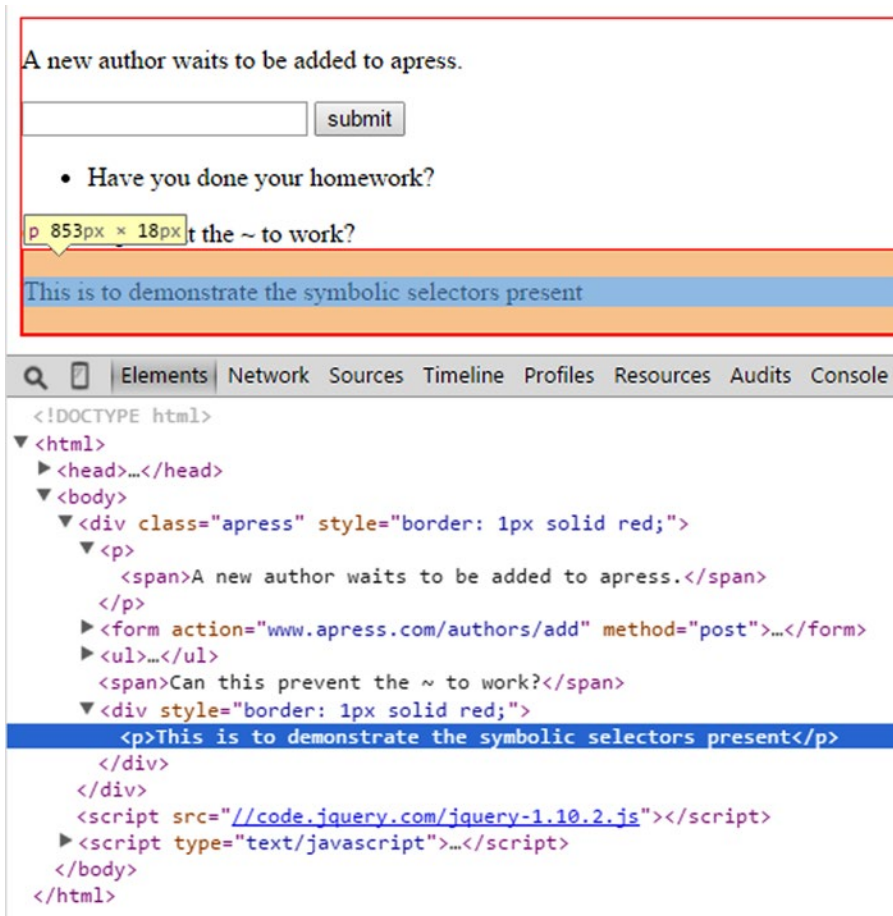 A new author waits to be added to apress.
submit
• Have you done your homework?
p 853px × 18px t the ~ to work?
This is to demonstrate the symbolic selectors present
Elements Network Sources Timeline Profiles Resources Audits Console
<!DOCTYPE html>
▼<html>
▶<head>…</head>
▼<body>
▼<div class="apress" style="border: 1px solid red;">
▼<p>
<span>A new author waits to be added to apress.</span>
</p>
▶<form action="www.apress.com/authors/add" method="post">…</form>
▶<ul>…</ul>
<span>Can this prevent the ~ to work?</span>
▼<div style="border: 1px solid red;">
<p>This is to demonstrate the symbolic selectors present</p>
</div>
</div>
<script src="//code.jquery.com/jquery-1.10.2.js"></script>
▶<script type="text/javascript">…</script>
</body>
</html>